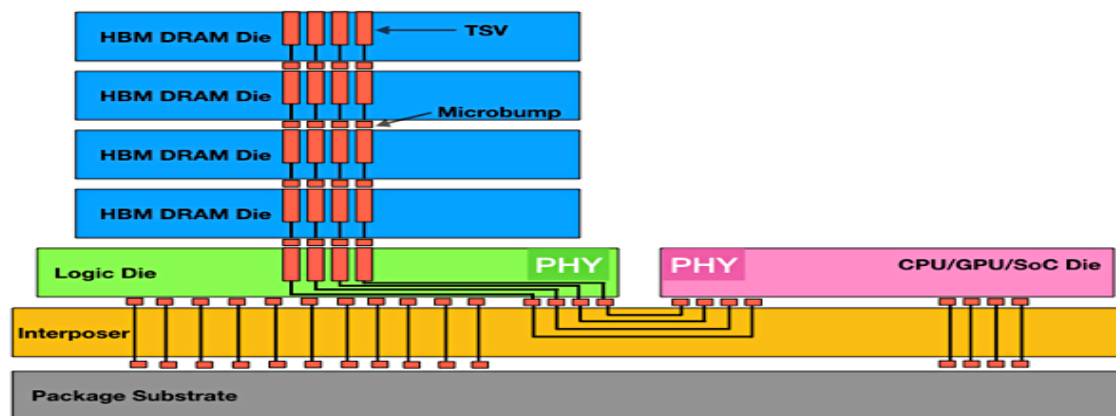 HBM DRAM Die
TSV
HBM DRAM Die
Microbump
HBM DRAM Die
HBM DRAM Die
Logic Die
PHY
PHY
CPU/GPU/SoC Die
Interposer
Package Substrate